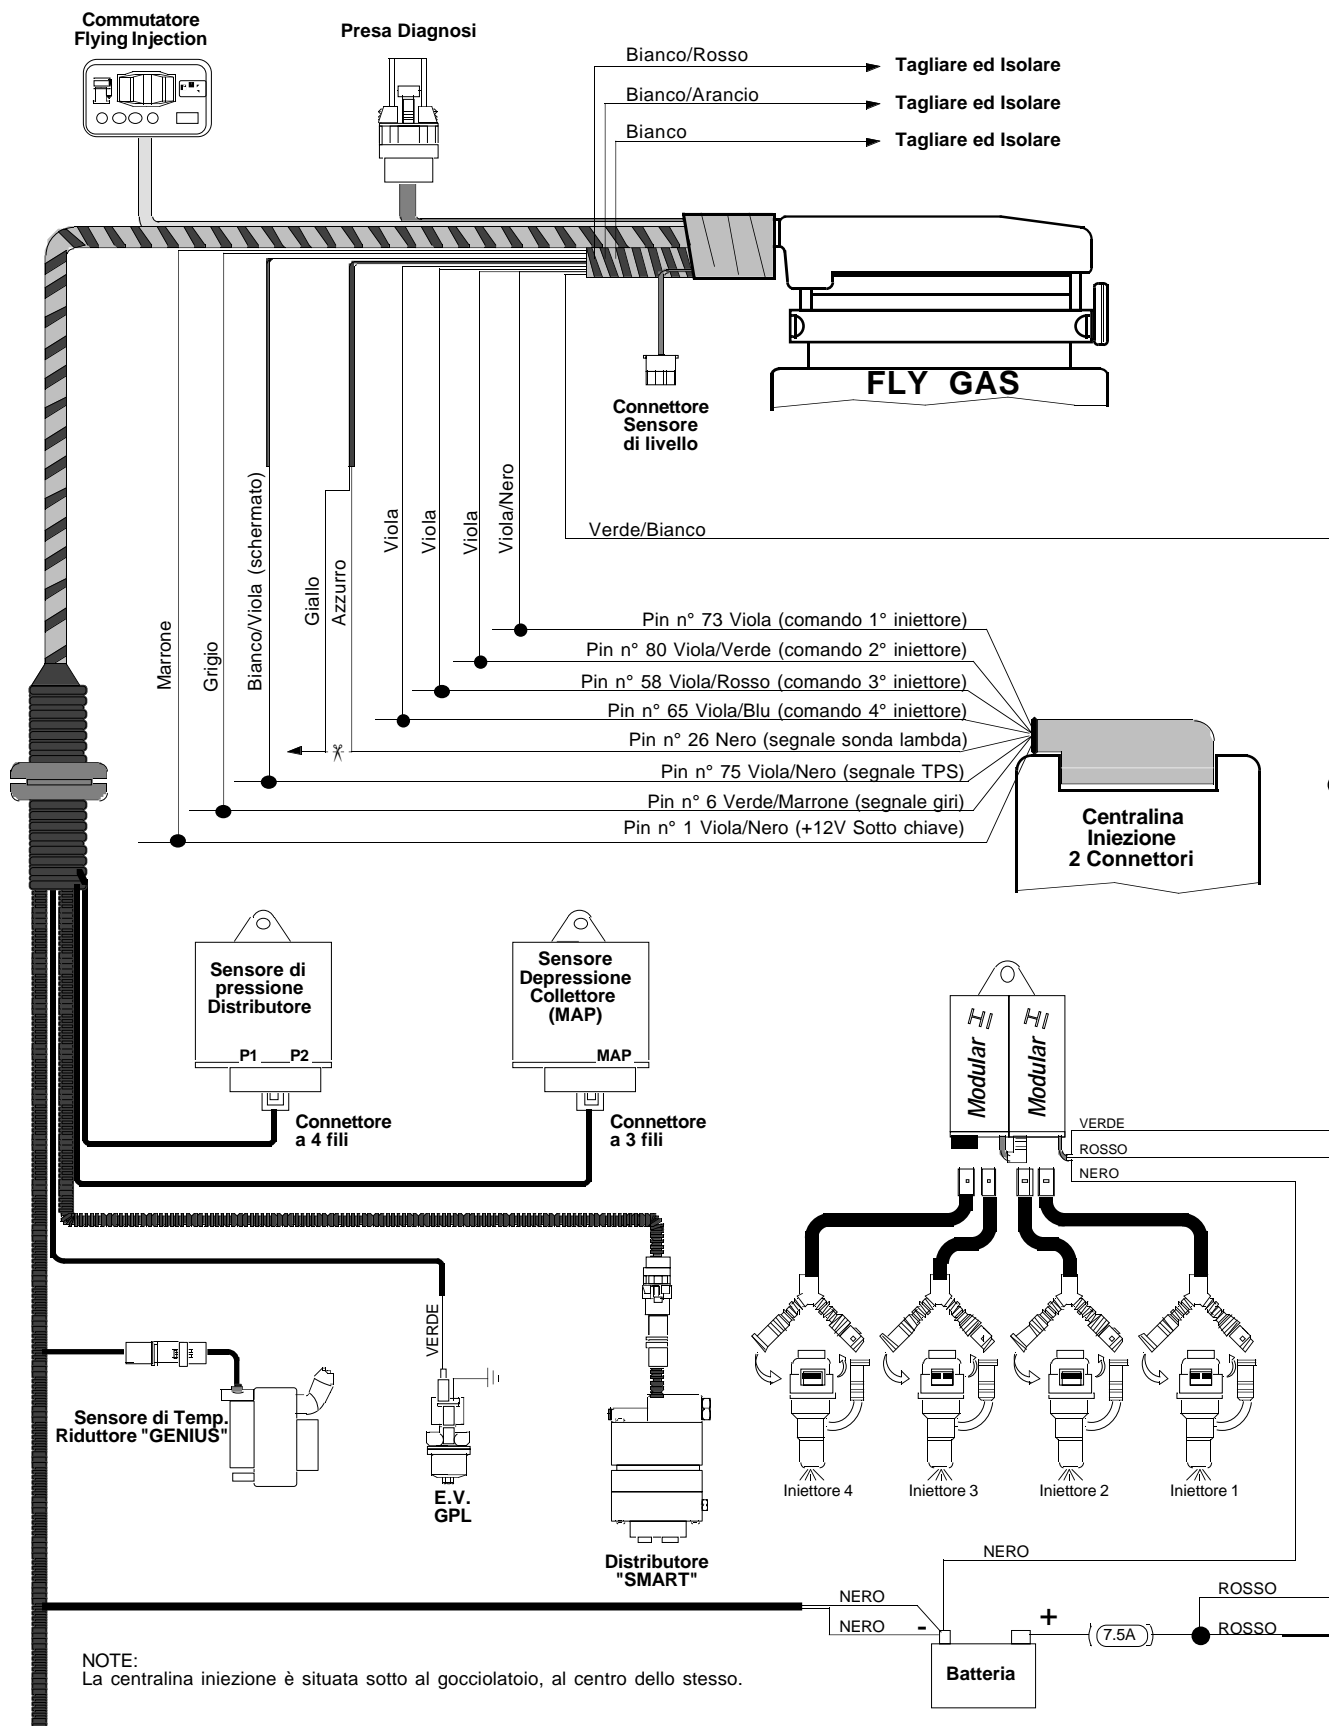 Commutatore
Flying Injection
Presa Diagnosi
Bianco/Rosso
Tagliare ed Isolare
Bianco/Arancio
Tagliare ed Isolare
Bianco
Tagliare ed Isolare
FLY GAS
Connettore
Sensore
di livello
Marrone
Grigio
Bianco/Viola (schermato)
Giallo
Azzurro
Viola
Viola
Viola
Viola/Nero
Verde/Bianco
Pin n° 73 Viola (comando 1° iniettore)
Pin n° 80 Viola/Verde (comando 2° iniettore)
Pin n° 58 Viola/Rosso (comando 3° iniettore)
Pin n° 65 Viola/Blu (comando 4° iniettore)
Pin n° 26 Nero (segnale sonda lambda)
Pin n° 75 Viola/Nero (segnale TPS)
Pin n° 6 Verde/Marrone (segnale giri)
Pin n° 1 Viola/Nero (+12V Sotto chiave)
Centralina
Iniezione
2 Connettori
Sensore di
pressione
Distributore
P1 P2
Connettore
a 4 fili
Sensore
Depressione
Collettore
(MAP)
MAP
Connettore
a 3 fili
Modular HI
Modular HI
VERDE
ROSSO
NERO
VERDE
Sensore di Temp.
Riduttore "GENIUS"
E.V.
GPL
Distributore
"SMART"
Iniettore 4
Iniettore 3
Iniettore 2
Iniettore 1
NERO
NERO
NERO
-
+
7.5A
ROSSO
ROSSO
Batteria
NOTE:
La centralina iniezione è situata sotto al gocciolatoio, al centro dello stesso.